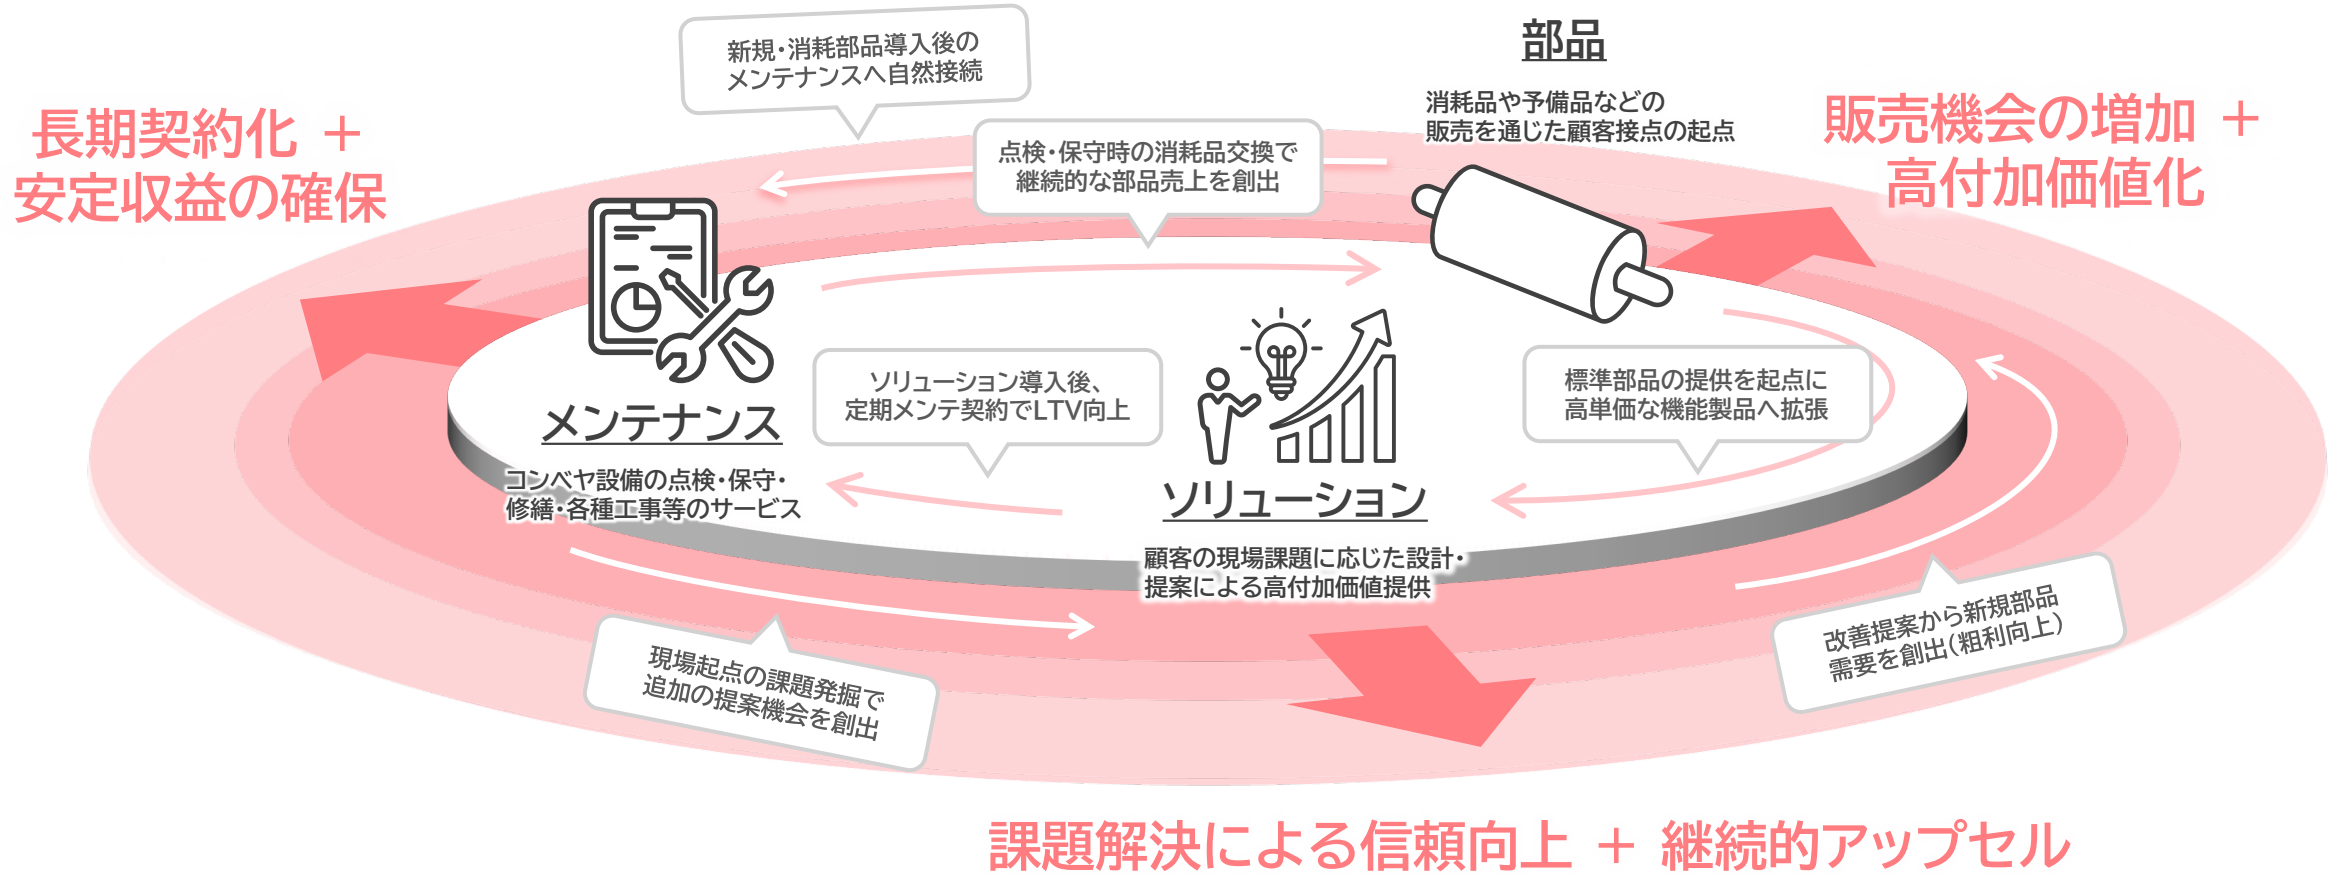 新規・消耗部品導入後の
メンテナンスへ自然接続
部品
消耗品や予備品などの
販売を通じた顧客接点の起点
長期契約化 ＋
安定収益の確保
販売機会の増加 ＋
高付加価値化
点検・保守時の消耗品交換で
継続的な部品売上を創出
ソリューション導入後、
定期メンテ契約でLTV向上
標準部品の提供を起点に
高単価な機能製品へ拡張
メンテナンス
コンベヤ設備の点検・保守・
修繕・各種工事等のサービス
ソリューション
顧客の現場課題に応じた設計・
提案による高付加価値提供
現場起点の課題発掘で
追加の提案機会を創出
改善提案から新規部品
需要を創出（粗利向上）
課題解決による信頼向上 ＋ 継続的アップセル